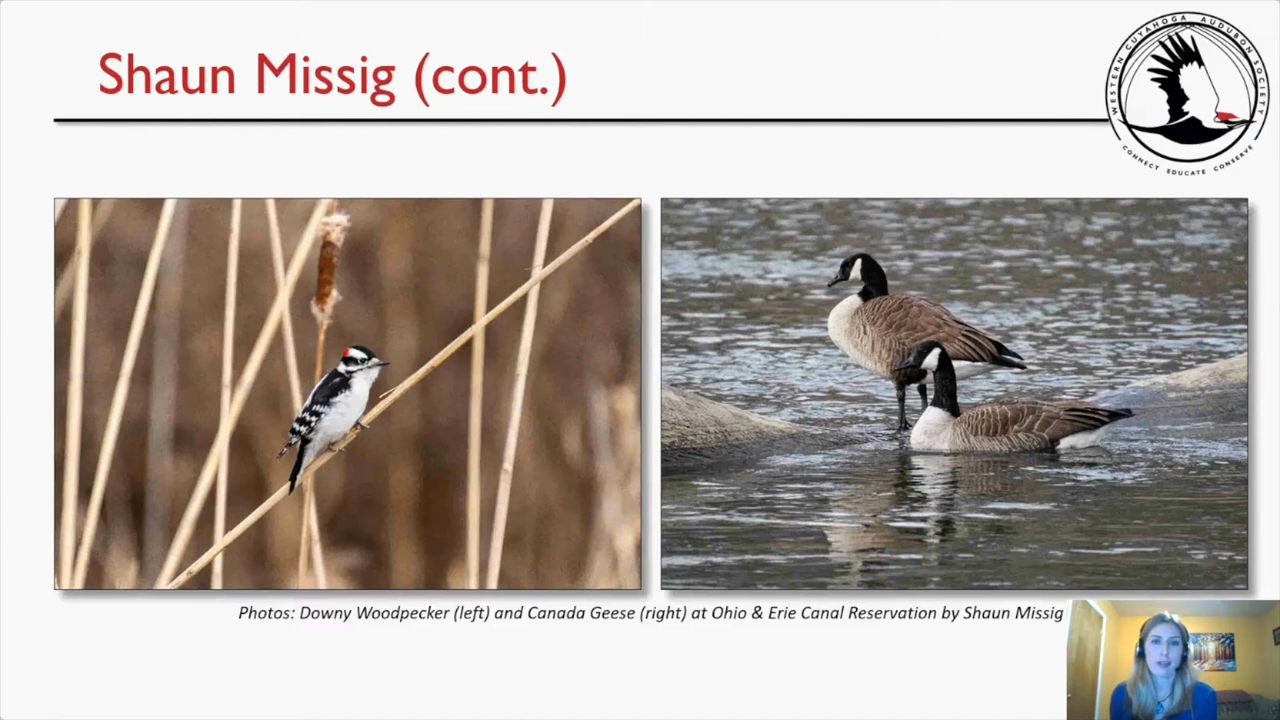 Shaun Missig (cont.)
WESTERN CUYAHOGA AUDUBON SOCIETY
CONNECT EDUCATE CONSERVE
Photos: Downy Woodpecker (left) and Canada Geese (right) at Ohio & Erie Canal Reservation by Shaun Missig